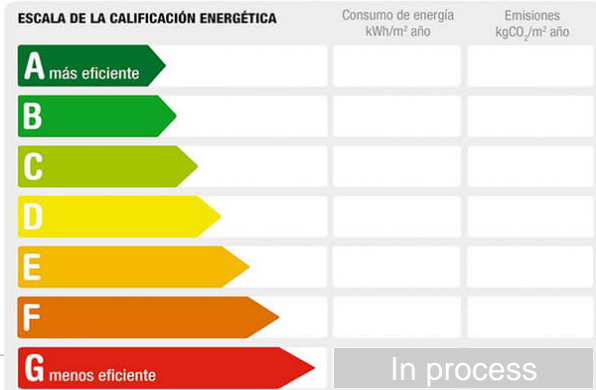 ESCALA DE LA CALIFICACIÓN ENERGÉTICA
Consumo de energía
kWh/m² año
Emisiones
kgCO₂/m² año
A más eficiente
B
C
D
E
F
G menos eficiente
In process